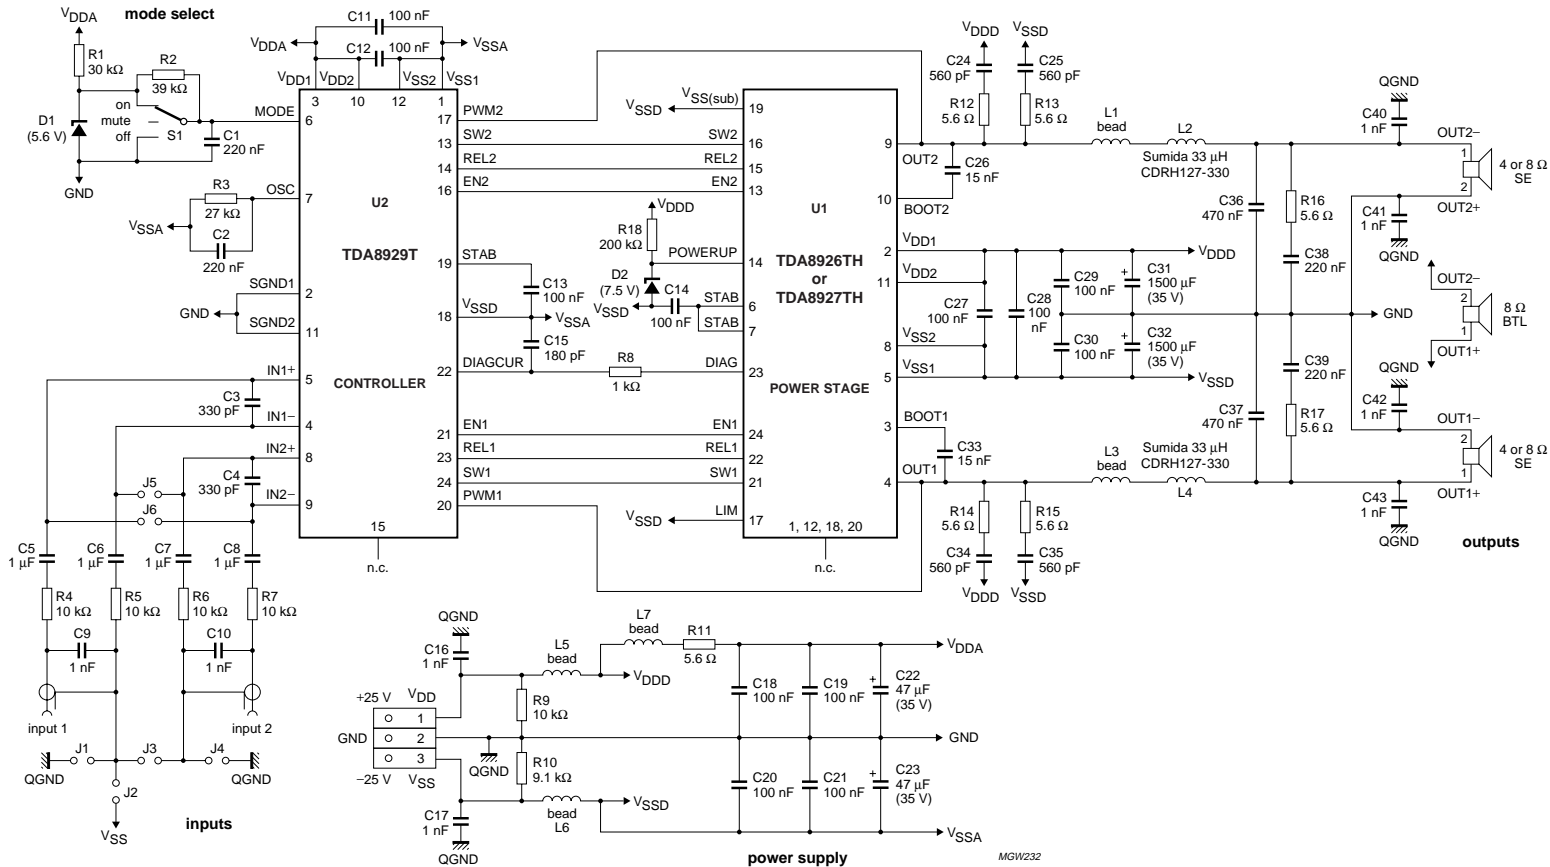 mode select
VDDA
R1
30 kΩ
R2
39 kΩ
on
mute
off
S1
D1
(5.6 V)
C1
220 nF
GND
MODE
6
R3
27 kΩ
OSC
7
VSSA
C2
220 nF
SGND1
2
GND
SGND2
11
IN1+
5
C3
330 pF
IN1−
4
IN2+
8
C4
330 pF
IN2−
9
J5
J6
C5
1 μF
C6
1 μF
C7
1 μF
C8
1 μF
R4
10 kΩ
R5
10 kΩ
R6
10 kΩ
R7
10 kΩ
C9
1 nF
C10
1 nF
input 1
input 2
J1
J3
J4
QGND
QGND
J2
VSS
inputs
C11
100 nF
C12
100 nF
VDDA
VSSA
VDD1
VDD2
VSS2
VSS1
3
10
12
1
U2
TDA8929T
CONTROLLER
15
n.c.
17
PWM2
13
SW2
14
REL2
16
EN2
19
STAB
18
VSSD
22
DIAGCUR
21
EN1
23
REL1
24
SW1
20
PWM1
C13
100 nF
VSSA
C15
180 pF
R8
1 kΩ
VDDD
R18
200 kΩ
POWERUP
D2
(7.5 V)
VSSD
C14
100 nF
STAB
STAB
DIAG
VSSD
VSS(sub)
19
SW2
16
REL2
15
EN2
13
14
6
7
23
EN1
24
REL1
22
SW1
21
VSSD
LIM
17
U1
TDA8926TH
or
TDA8927TH
POWER STAGE
1, 12, 18, 20
n.c.
9
OUT2
10
BOOT2
2
VDD1
11
VDD2
8
VSS2
5
VSS1
3
BOOT1
4
OUT1
VDDD
VSSD
C24
560 pF
C25
560 pF
R12
5.6 Ω
R13
5.6 Ω
C26
15 nF
L1
bead
L2
Sumida 33 μH
CDRH127-330
C27
100 nF
C28
100
nF
C29
100 nF
C30
100 nF
C31
1500 μF
(35 V)
C32
1500 μF
(35 V)
+
+
VDDD
GND
VSSD
C33
15 nF
L3
bead
Sumida 33 μH
CDRH127-330
L4
R14
5.6 Ω
R15
5.6 Ω
C34
560 pF
C35
560 pF
VDDD
VSSD
C36
470 nF
R16
5.6 Ω
C38
220 nF
C39
220 nF
C37
470 nF
R17
5.6 Ω
QGND
C40
1 nF
OUT2−
1
2
4 or 8 Ω
SE
OUT2+
C41
1 nF
QGND
OUT2−
2
1
8 Ω
BTL
OUT1+
QGND
C42
1 nF
OUT1−
2
1
4 or 8 Ω
SE
OUT1+
C43
1 nF
QGND
outputs
QGND
C16
1 nF
L5
bead
L7
bead
R11
5.6 Ω
VDDA
VDDD
+25 V
VDD
1
GND
2
3
−25 V
VSS
R9
10 kΩ
QGND
R10
9.1 kΩ
C17
1 nF
QGND
bead
L6
VSSD
C18
100 nF
C19
100 nF
C22
47 μF
(35 V)
+
GND
C20
100 nF
C21
100 nF
C23
47 μF
(35 V)
+
VSSA
power supply
MGW232